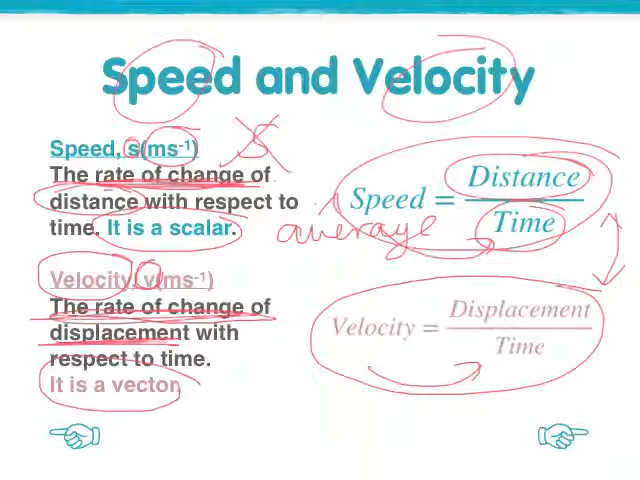 Speed and Velocity
Speed, s(ms-1)
The rate of change of
distance with respect to
time. It is a scalar.
S
Speed = Distance
Time
average
Velocity, v(ms-1)
The rate of change of
displacement with
respect to time.
It is a vector.
Velocity = Displacement
Time